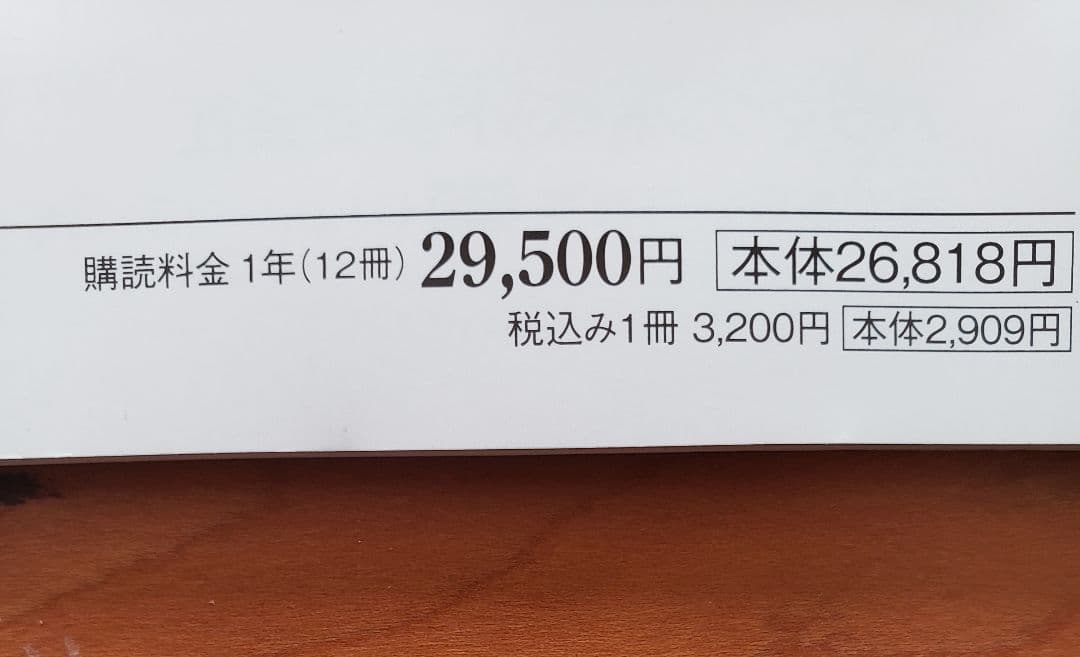 購読料金 1年(12冊) 29,500円 本体26,818円
税込み1冊 3,200円 本体2,909円